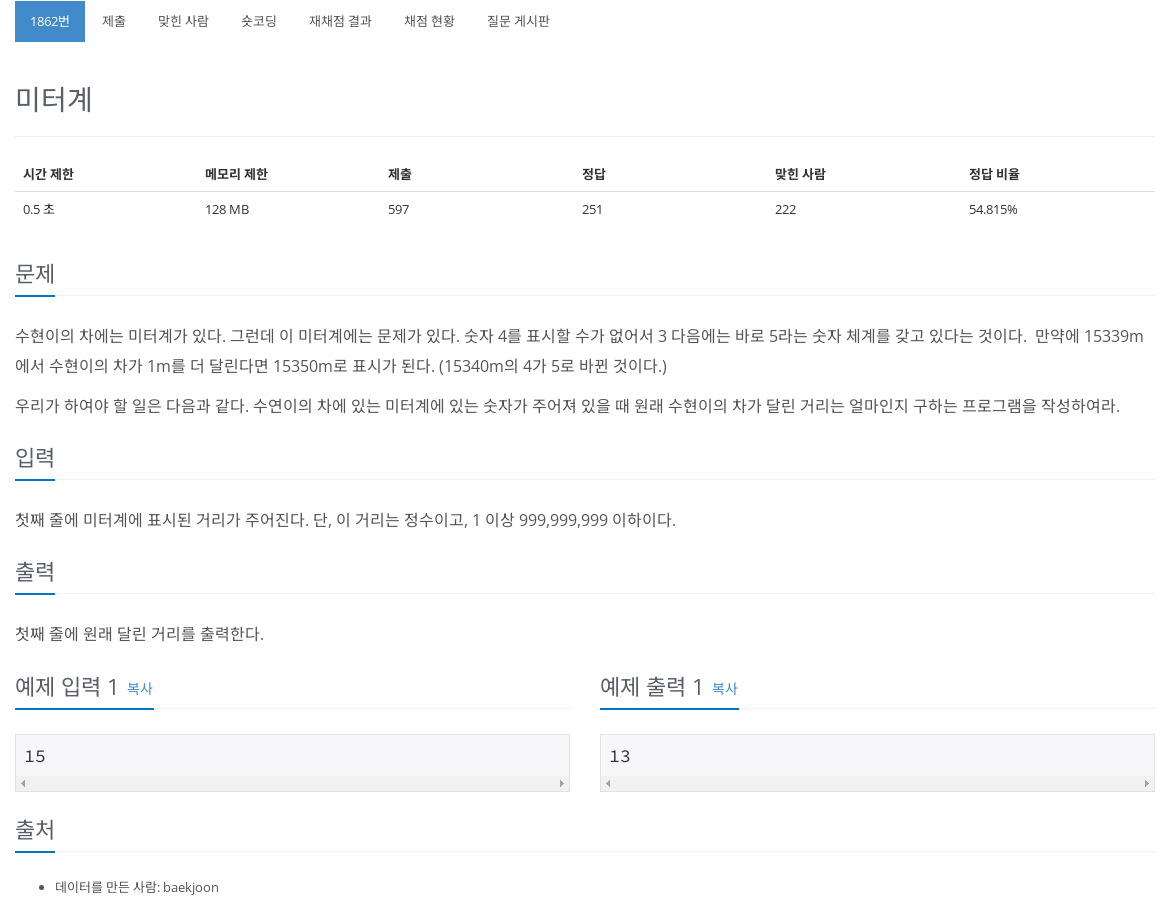 1862번 제출 맞힌 사람 숏코딩 재채점 결과 채점 현황 질문 게시판
미터계
시간 제한 메모리 제한 제출 정답 맞힌 사람 정답 비율
0.5 초 128 MB 597 251 222 54.815%
문제
수현이의 차에는 미터계가 있다. 그런데 이 미터계에는 문제가 있다. 숫자 4를 표시할 수가 없어서 3 다음에는 바로 5라는 숫자 체계를 갖고 있다는 것이다.  만약에 15339m
에서 수현이의 차가 1m를 더 달린다면 15350m로 표시가 된다. (15340m의 4가 5로 바뀐 것이다.)
우리가 하여야 할 일은 다음과 같다. 수연이의 차에 있는 미터계에 있는 숫자가 주어져 있을 때 원래 수현이의 차가 달린 거리는 얼마인지 구하는 프로그램을 작성하여라.
입력
첫째 줄에 미터계에 표시된 거리가 주어진다. 단, 이 거리는 정수이고, 1 이상 999,999,999 이하이다.
출력
첫째 줄에 원래 달린 거리를 출력한다.
예제 입력 1 복사
15
예제 출력 1 복사
13
출처
데이터를 만든 사람: baekjoon